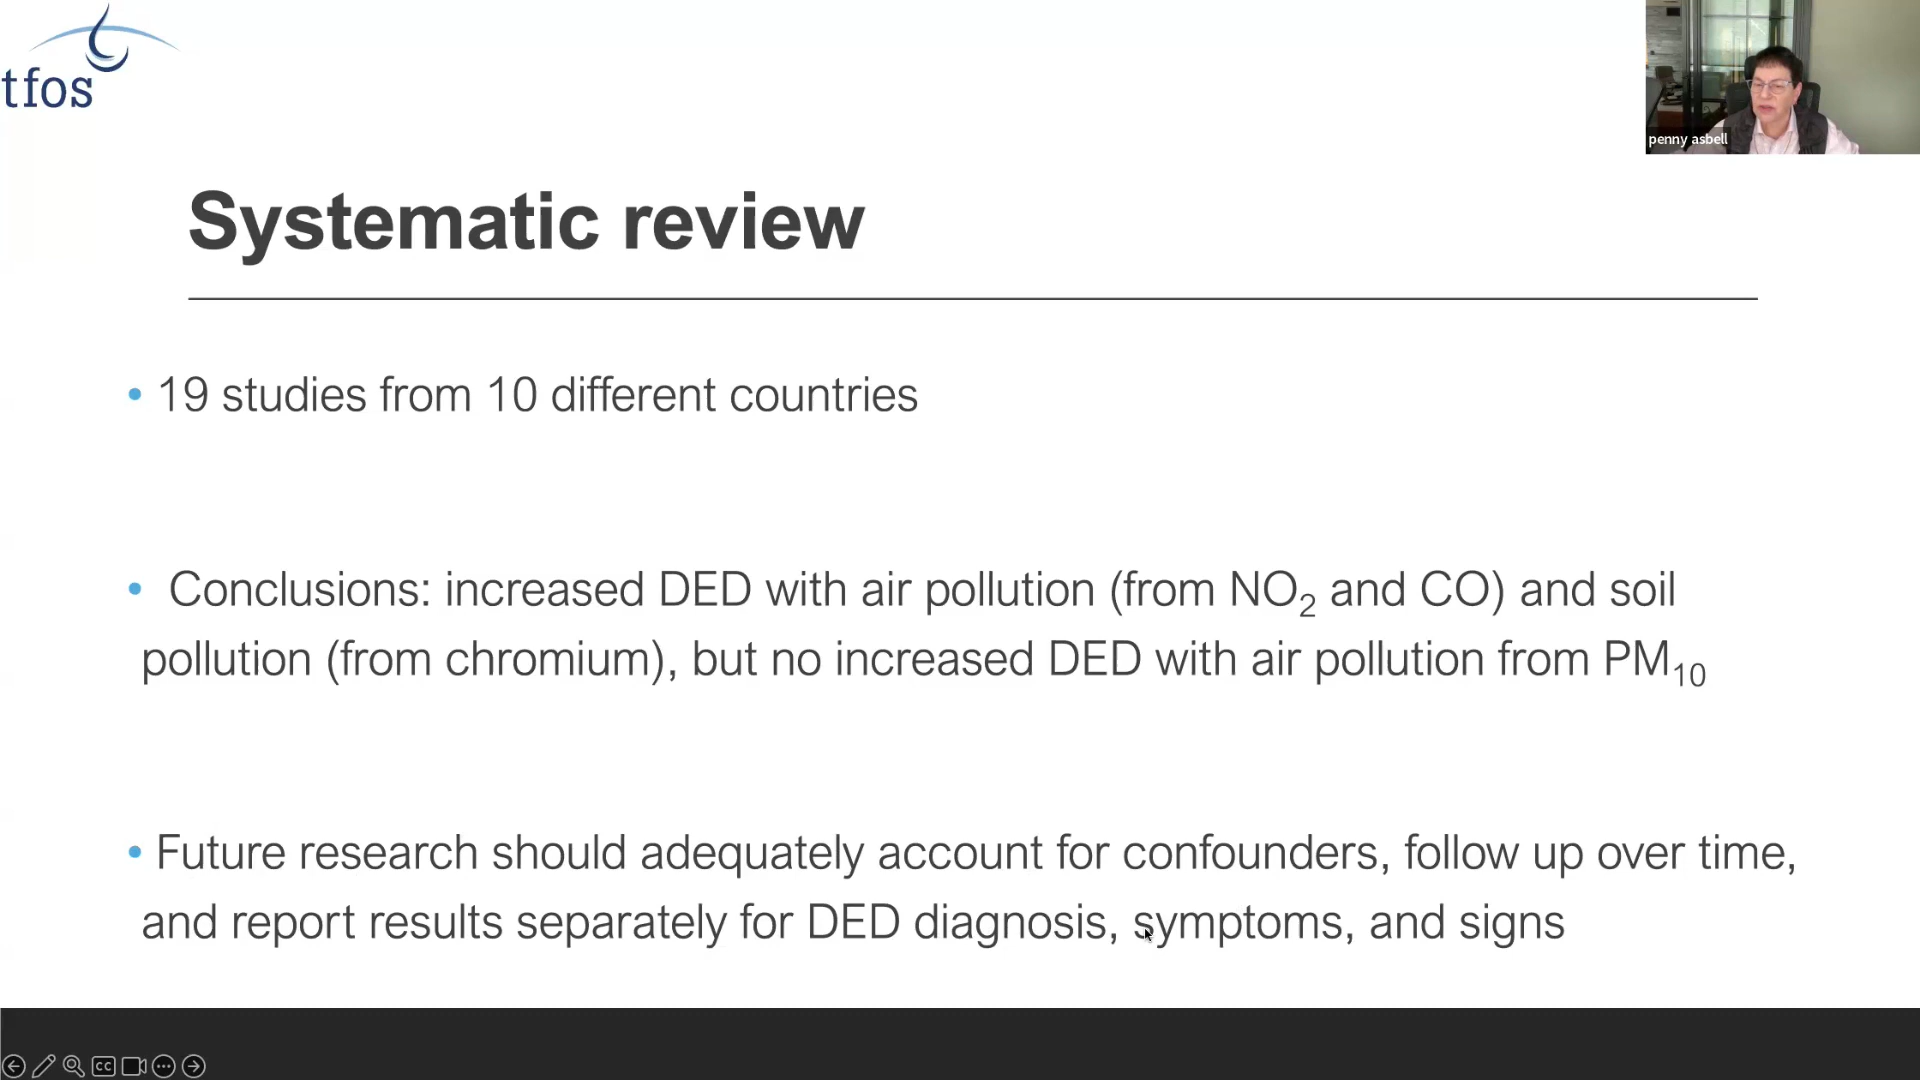 tfos
penny asbell
Systematic review
• 19 studies from 10 different countries
• Conclusions: increased DED with air pollution (from NO₂ and CO) and soil
pollution (from chromium), but no increased DED with air pollution from PM₁₀
• Future research should adequately account for confounders, follow up over time,
and report results separately for DED diagnosis, symptoms, and signs
CC